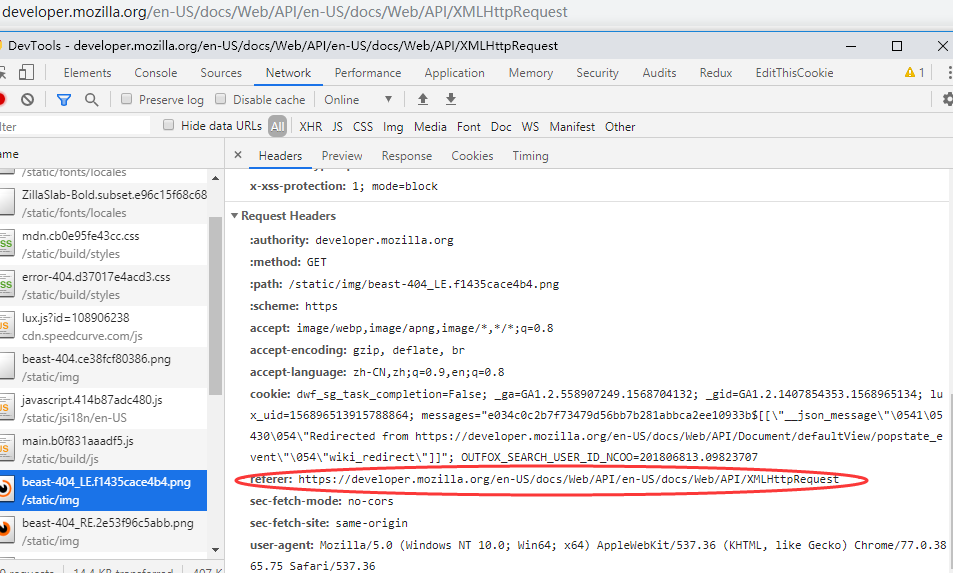 developer.mozilla.org/en-US/docs/Web/API/en-US/docs/Web/API/XMLHttpRequest
DevTools - developer.mozilla.org/en-US/docs/Web/API/en-US/docs/Web/API/XMLHttpRequest
Elements Console Sources Network Performance Application Memory Security Audits Redux EditThisCookie 1
Preserve log Disable cache Online
lter Hide data URLs All XHR JS CSS Img Media Font Doc WS Manifest Other
ame
× Headers Preview Response Cookies Timing
/static/fonts/locales
ZillaSlab-Bold.subset.e96c15f68c68
/static/fonts/locales
mdn.cb0e95fe43cc.css
/static/build/styles
error-404.d37017e4acd3.css
/static/build/styles
lux.js?id=108906238
cdn.speedcurve.com/js
beast-404.ce38fcf80386.png
/static/img
javascript.414b87adc480.js
/static/jsi18n/en-US
main.b0f831aaadf5.js
/static/build/js
beast-404_LE.f1435cace4b4.png
/static/img
beast-404_RE.2e53f96c5abb.png
/static/img
x-xss-protection: 1; mode=block
Request Headers
:authority: developer.mozilla.org
:method: GET
:path: /static/img/beast-404_LE.f1435cace4b4.png
:scheme: https
accept: image/webp,image/apng,image/*,*/*;q=0.8
accept-encoding: gzip, deflate, br
accept-language: zh-CN,zh;q=0.9,en;q=0.8
cookie: dwf_sg_task_completion=False; _ga=GA1.2.558907249.1568704132; _gid=GA1.2.1407854353.1568965134; lu
x_uid=156896513915788864; messages="e034c0c2b7f73479d56bb7b281abbca2ee10933b$[[\"__json_message\"\0541\05
430\054\"Redirected from https://developer.mozilla.org/en-US/docs/Web/API/Document/defaultView/popstate_e
vent\"\054\"wiki_redirect\"]]"; OUTFOX_SEARCH_USER_ID_NCOO=201806813.09823707
referer: https://developer.mozilla.org/en-US/docs/Web/API/en-US/docs/Web/API/XMLHttpRequest
sec-fetch-mode: no-cors
sec-fetch-site: same-origin
user-agent: Mozilla/5.0 (Windows NT 10.0; Win64; x64) AppleWebKit/537.36 (KHTML, like Gecko) Chrome/77.0.38
65.75 Safari/537.36